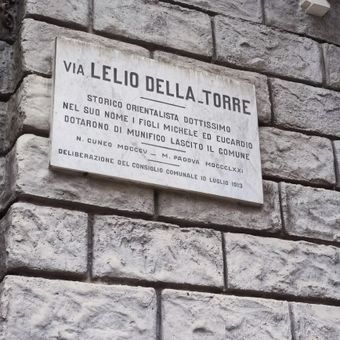 VIA LELIO DELLA TORRE
STORICO ORIENTALISTA DOTTISSIMO
NEL SUO NOME I FIGLI MICHELE ED EUCARDIO
DOTARONO DI MUNIFICO LASCITO IL COMUNE
N. CUNEO MDCCCV — M. PADOVA MDCCCLXXI
DELIBERAZIONE DEL CONSIGLIO COMUNALE 10 LUGLIO 1913